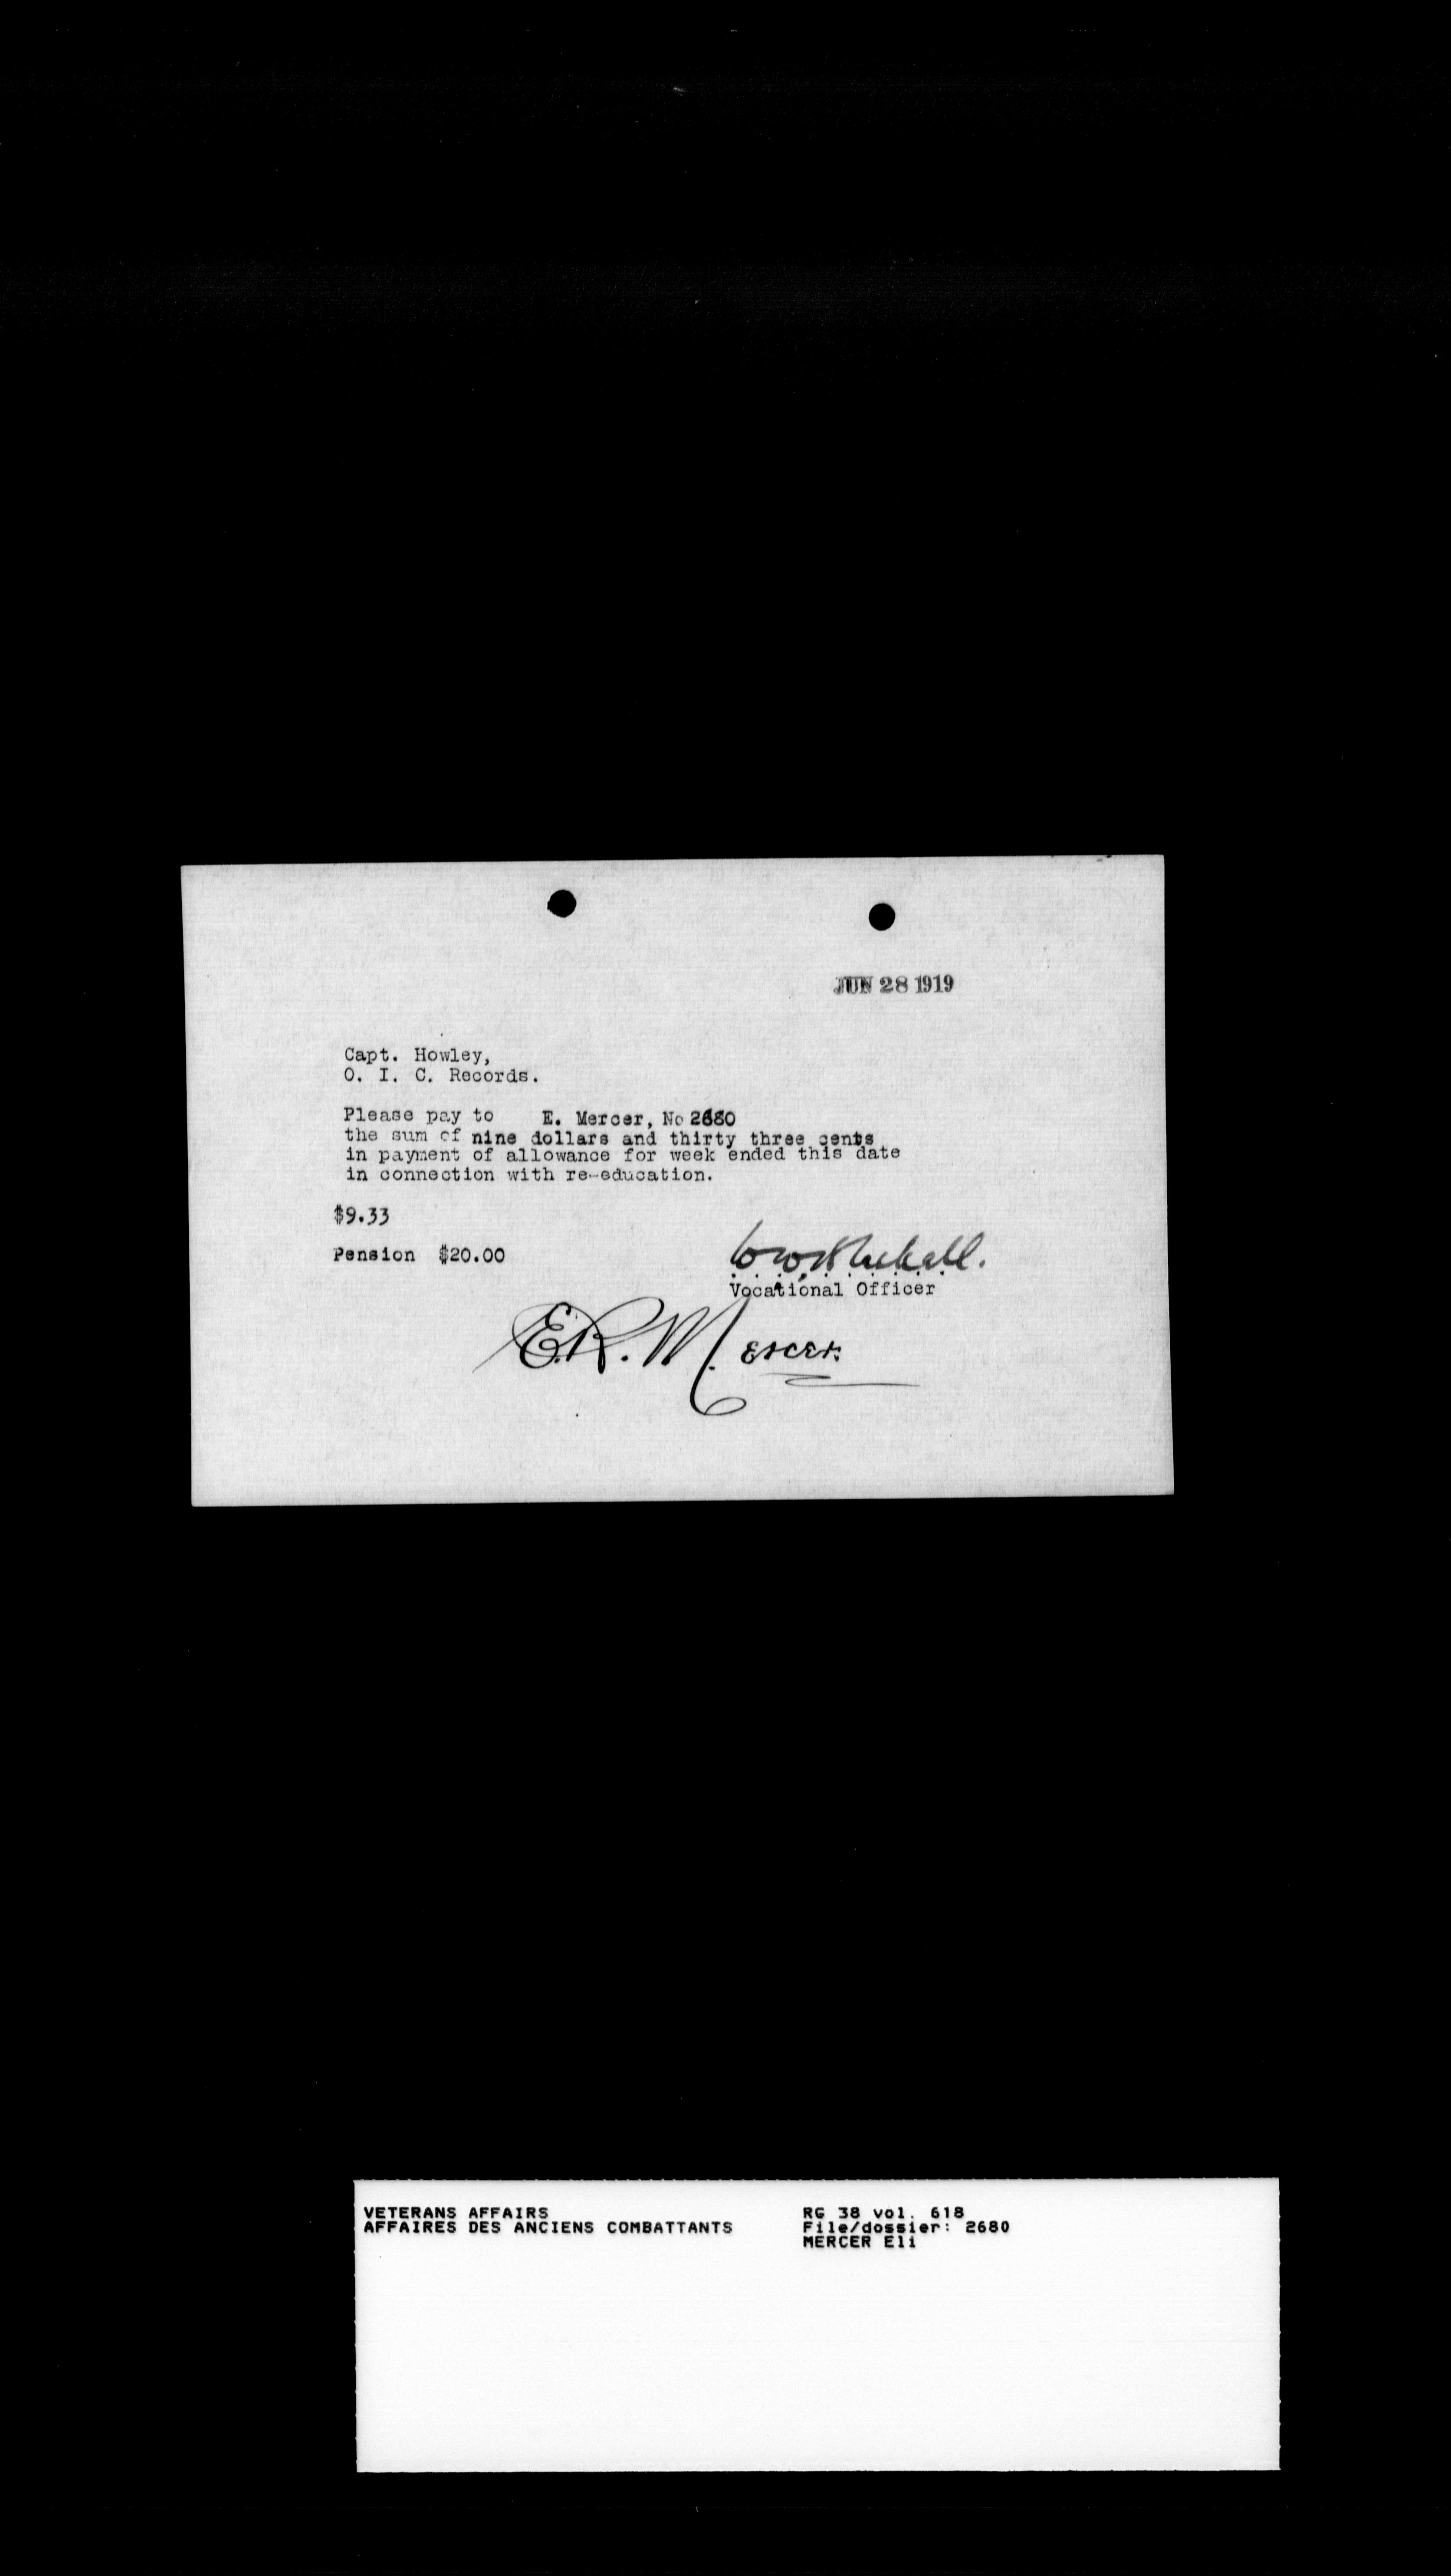 JUN 28 1919
Capt. Howley,
O. I. C. Records.
Please pay to E. Mercer, No 2680
the sum of nine dollars and thirty three cents
in payment of allowance for week ended this date
in connection with re-education.
$9.33
Pension $20.00
Vocational Officer
E.R. Mercer.
VETERANS AFFAIRS
AFFAIRES DES ANCIENS COMBATTANTS
RG 38 vol. 618
File/dossier: 2680
MERCER Eli